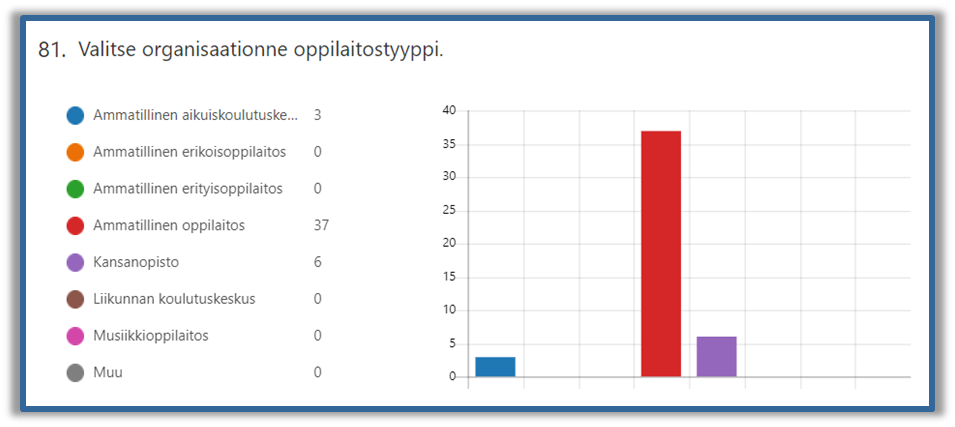 81. Valitse organisaationne oppilaitostyyppi.
Ammatillinen aikuiskoulutuske... 3
Ammatillinen erikoisoppilaitos 0
Ammatillinen erityisoppilaitos 0
Ammatillinen oppilaitos 37
Kansanopisto 6
Liikunnan koulutuskeskus 0
Musiikkioppilaitos 0
Muu 0
40
35
30
25
20
15
10
5
0